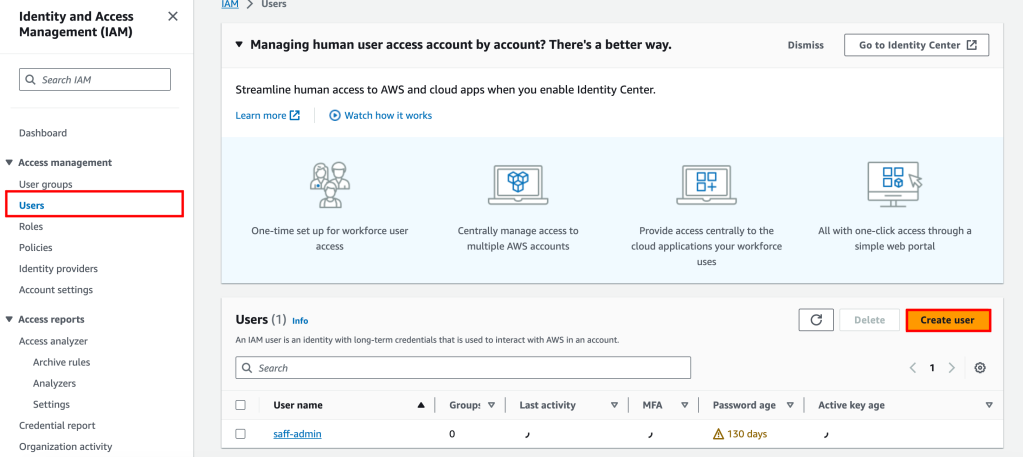 Identity and Access
Management (IAM)
Search IAM
Dashboard
Access management
User groups
Users
Roles
Policies
Identity providers
Account settings
Access reports
Access analyzer
Archive rules
Analyzers
Settings
Credential report
Organization activity
IAM > Users
Managing human user access account by account? There's a better way.
Dismiss
Go to Identity Center
Streamline human access to AWS and cloud apps when you enable Identity Center.
Learn more
Watch how it works
One-time set up for workforce user
access
Centrally manage access to
multiple AWS accounts
Provide access centrally to the
cloud applications your workforce
uses
All with one-click access through a
simple web portal
Users (1) Info
Delete
Create user
An IAM user is an identity with long-term credentials that is used to interact with AWS in an account.
Search
1
User name
Last activity
MFA
Password age
Active key age
saff-admin
0
130 days